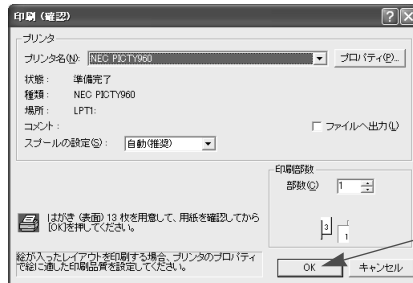 印刷 (確認)
プリンタ
プリンタ名(N): NEC PICTY960
プロパティ(P)...
状態: 準備完了
種類: NEC PICTY960
場所: LPT1:
コメント:
ファイルへ出力(L)
スプールの設定(S): 自動(推奨)
印刷部数
部数(C) 1
はがき (表面) 13 枚を用意して、用紙を確認してから
[OK]を押してください。
3
1
絵が入ったレイアウトを印刷する場合、プリンタのプロパティ
で絵に適した印刷品質を設定してください。
OK
キャンセル